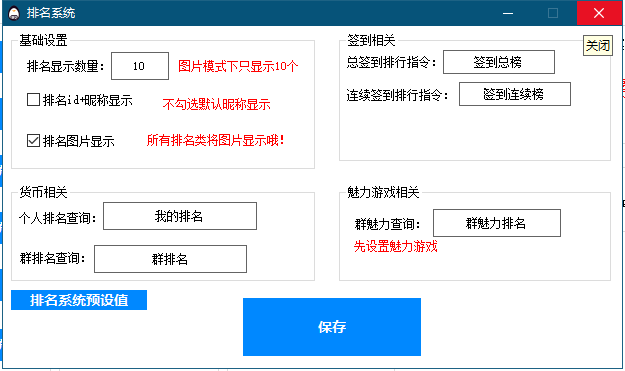 排名系统
关闭
基础设置
排名显示数量： 10 图片模式下只显示10个
排名id+昵称显示 不勾选默认昵称显示
排名图片显示 所有排名类将图片显示哦!
签到相关
总签到排行指令： 签到总榜
连续签到排行指令： 签到连续榜
货币相关
个人排名查询： 我的排名
群排名查询： 群排名
魅力游戏相关
群魅力查询： 群魅力排名
先设置魅力游戏
排名系统预设值
保存